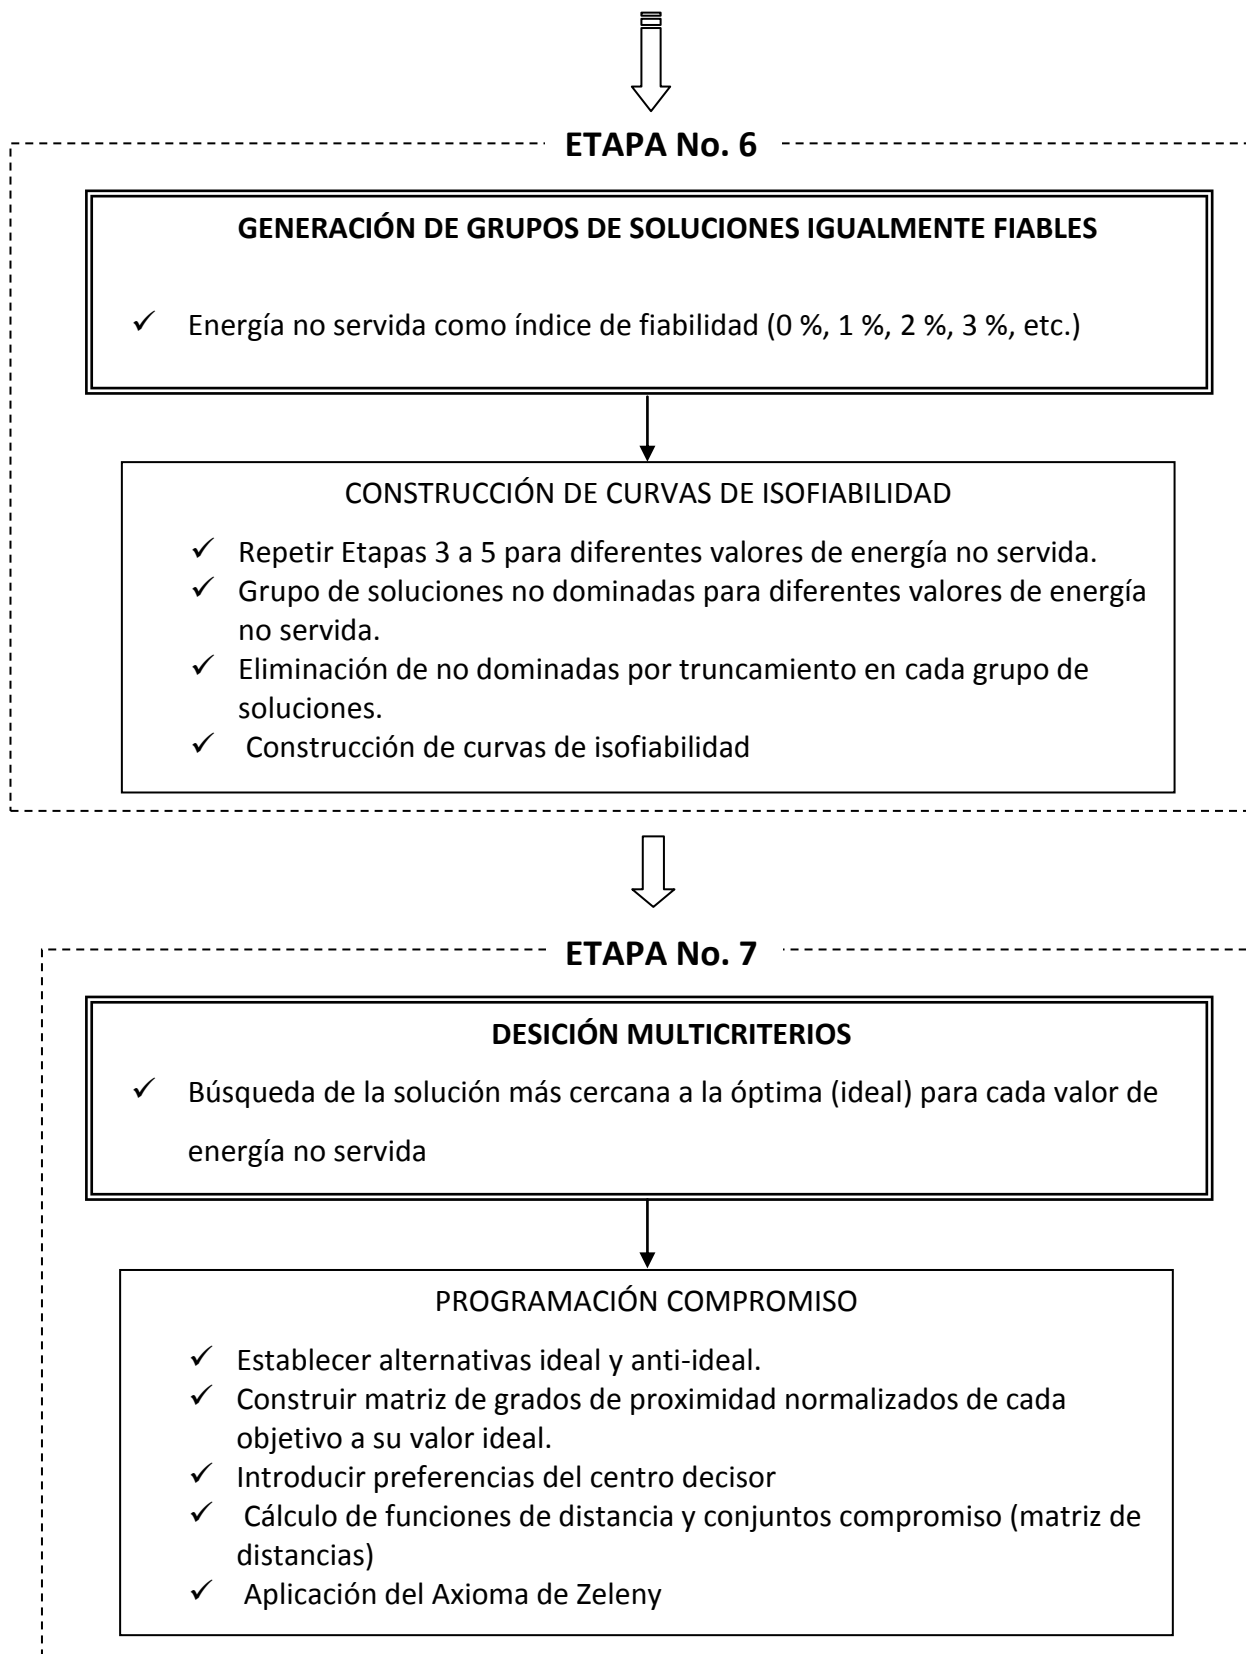 ETAPA No. 6
GENERACIÓN DE GRUPOS DE SOLUCIONES IGUALMENTE FIABLES
✓ Energía no servida como índice de fiabilidad (0 %, 1 %, 2 %, 3 %, etc.)
CONSTRUCCIÓN DE CURVAS DE ISOFIABILIDAD
✓ Repetir Etapas 3 a 5 para diferentes valores de energía no servida.
✓ Grupo de soluciones no dominadas para diferentes valores de energía
no servida.
✓ Eliminación de no dominadas por truncamiento en cada grupo de
soluciones.
✓ Construcción de curvas de isofiabilidad
ETAPA No. 7
DESICIÓN MULTICRITERIOS
✓ Búsqueda de la solución más cercana a la óptima (ideal) para cada valor de
energía no servida
PROGRAMACIÓN COMPROMISO
✓ Establecer alternativas ideal y anti-ideal.
✓ Construir matriz de grados de proximidad normalizados de cada
objetivo a su valor ideal.
✓ Introducir preferencias del centro decisor
✓ Cálculo de funciones de distancia y conjuntos compromiso (matriz de
distancias)
✓ Aplicación del Axioma de Zeleny